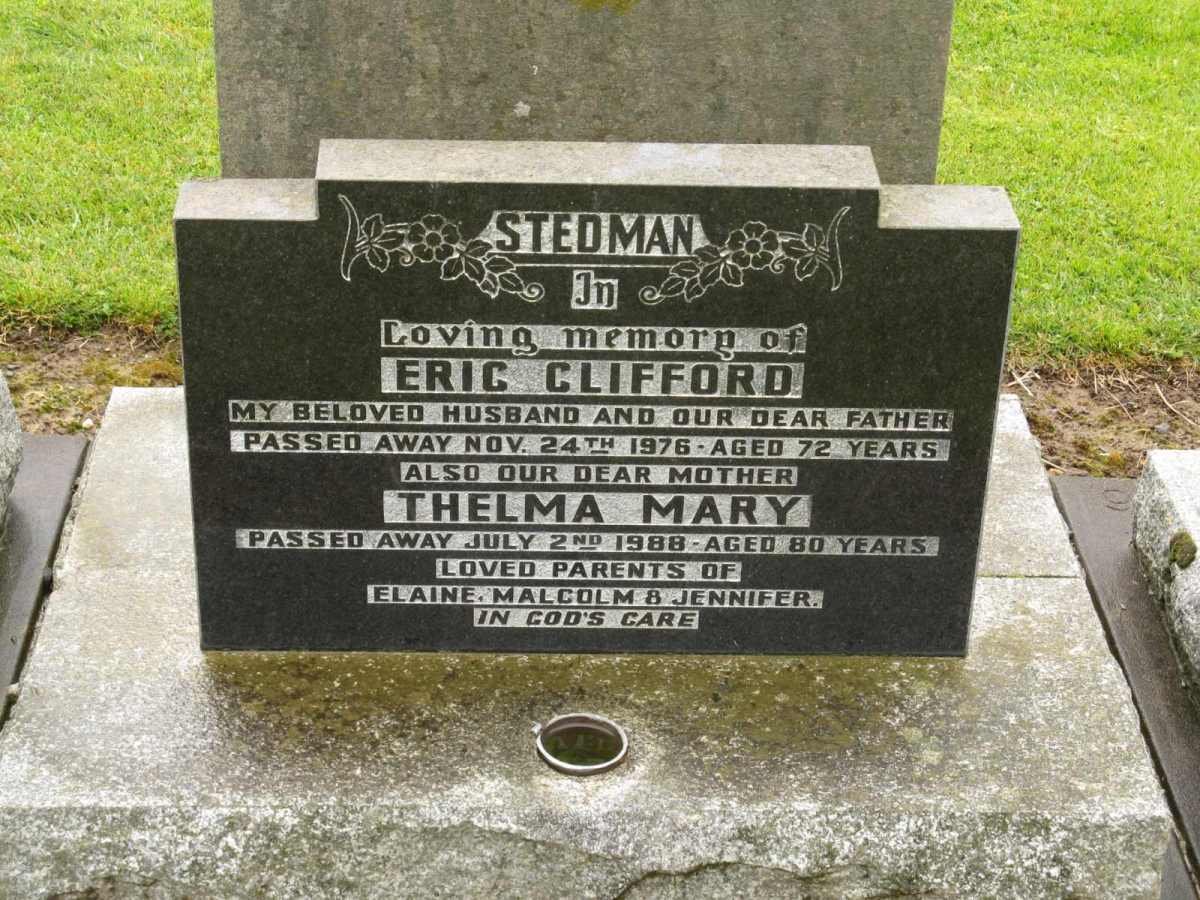 STEDMAN
In
Loving memory of
ERIC CLIFFORD
MY BELOVED HUSBAND AND OUR DEAR FATHER
PASSED AWAY NOV. 24TH 1976 - AGED 72 YEARS
ALSO OUR DEAR MOTHER
THELMA MARY
PASSED AWAY JULY 2ND 1988 - AGED 80 YEARS
LOVED PARENTS OF
ELAINE, MALCOLM & JENNIFER.
IN GOD'S CARE